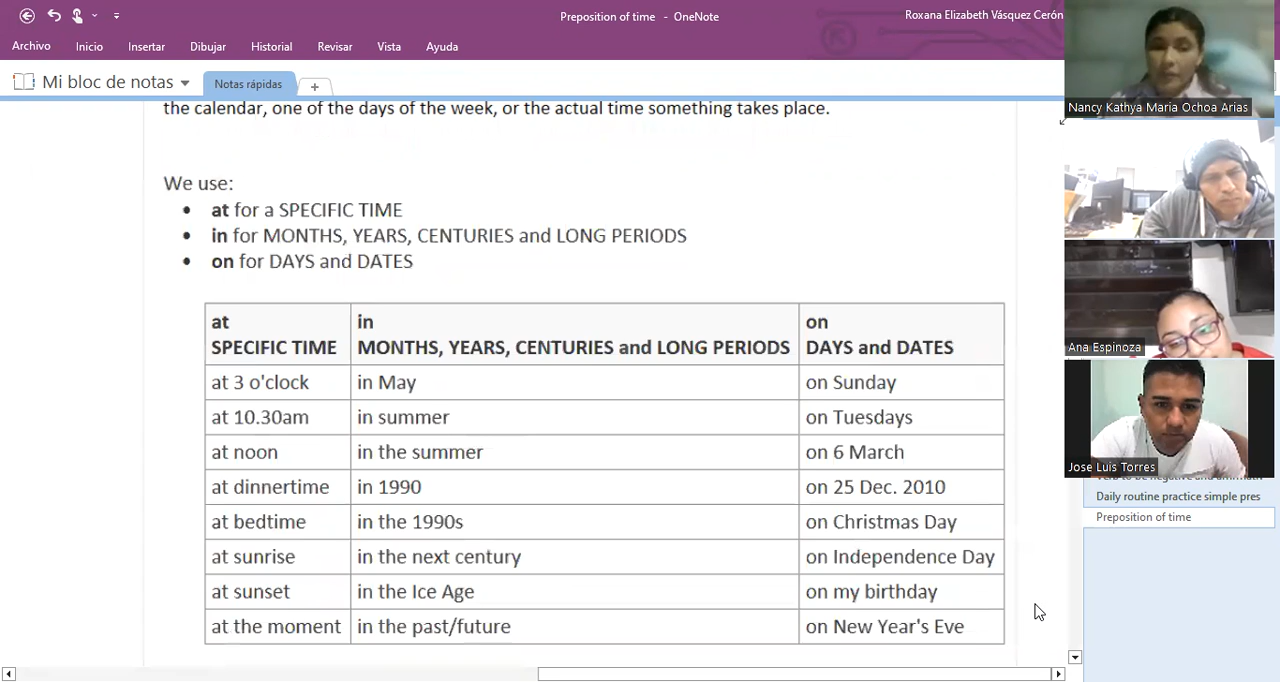 Preposition of time - OneNote
Roxana Elizabeth Vásquez Cerón
Archivo Inicio Insertar Dibujar Historial Revisar Vista Ayuda
Mi bloc de notas Notas rápidas +
the calendar, one of the days of the week, or the actual time something takes place.
We use:
• at for a SPECIFIC TIME
• in for MONTHS, YEARS, CENTURIES and LONG PERIODS
• on for DAYS and DATES
at in on
SPECIFIC TIME MONTHS, YEARS, CENTURIES and LONG PERIODS DAYS and DATES
at 3 o'clock in May on Sunday
at 10.30am in summer on Tuesdays
at noon in the summer on 6 March
at dinnertime in 1990 on 25 Dec. 2010
at bedtime in the 1990s on Christmas Day
at sunrise in the next century on Independence Day
at sunset in the Ice Age on my birthday
at the moment in the past/future on New Year's Eve
Nancy Kathya Maria Ochoa Arias
Ana Espinoza
Jose Luis Torres
Daily routine practice simple pres
Preposition of time